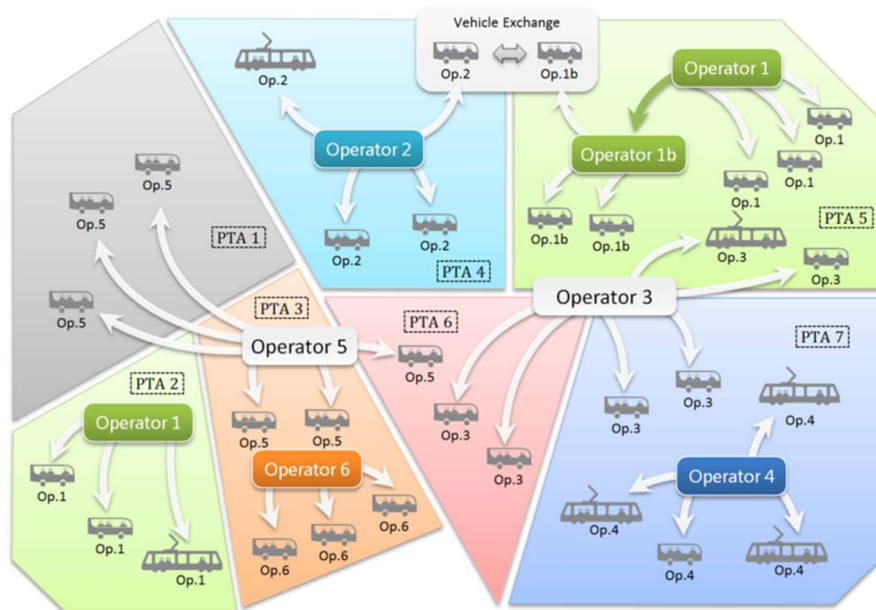 Vehicle Exchange
Op.2
Op.1b
Op.2
Operator 1
Op.1
Operator 2
Operator 1b
Op.1
Op.5
Op.1
Op.5
PTA 1
Op.2
Op.2
Op.1b
Op.1b
PTA 5
Op.3
Op.3
PTA 4
Operator 3
PTA 3
Op.5
PTA 6
Operator 5
PTA 7
Op.5
PTA 2
Op.3
Op.4
Operator 1
Op.5
Op.5
Op.3
Op.3
Operator 6
Op.3
Operator 4
Op.1
Op.6
Op.4
Op.1
Op.6
Op.6
Op.1
Op.4
Op.4